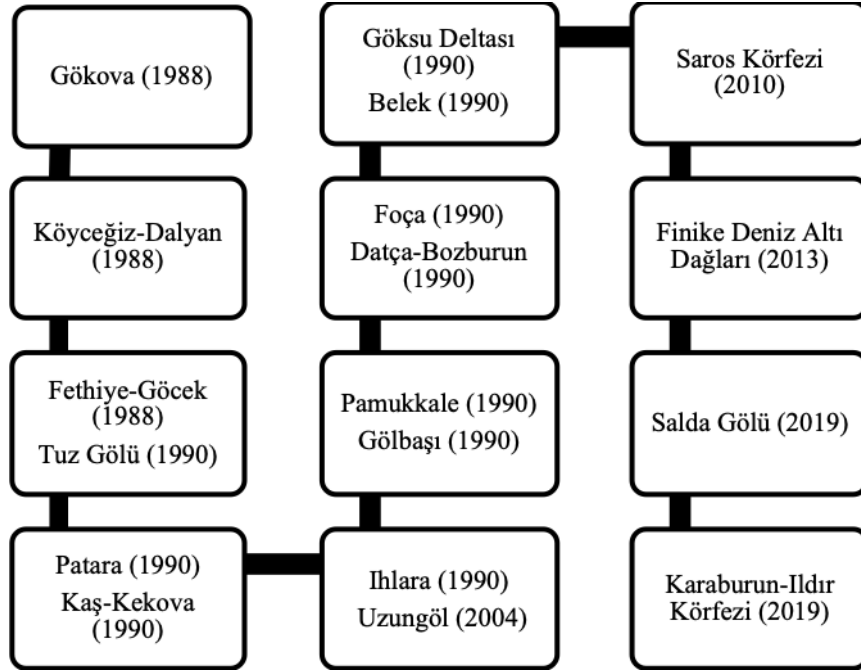 Gökova (1988)
Köyceğiz-Dalyan
(1988)
Fethiye-Göcek
(1988)
Tuz Gölü (1990)
Patara (1990)
Kaş-Kekova
(1990)
Ihlara (1990)
Uzungöl (2004)
Pamukkale (1990)
Gölbaşı (1990)
Foça (1990)
Datça-Bozburun
(1990)
Göksu Deltası
(1990)
Belek (1990)
Saros Körfezi
(2010)
Finike Deniz Altı
Dağları (2013)
Salda Gölü (2019)
Karaburun-Ildır
Körfezi (2019)